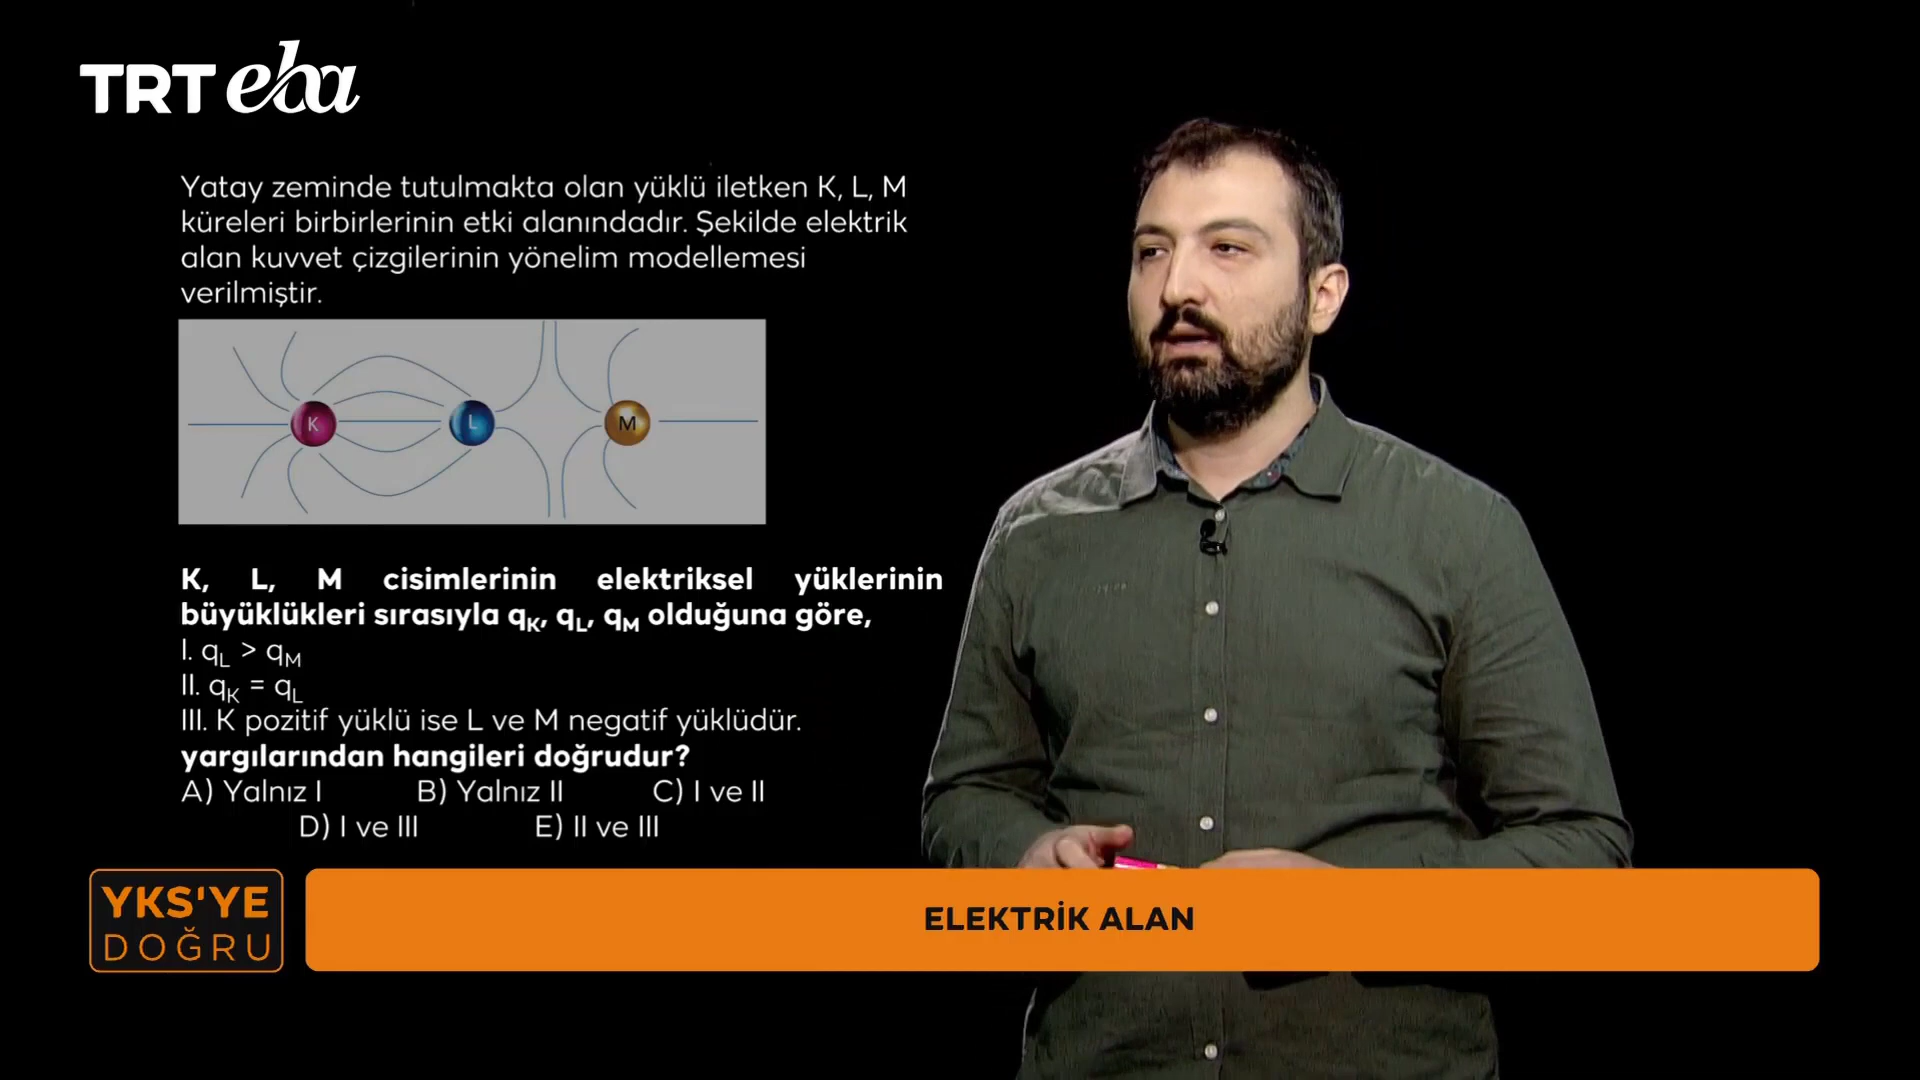 TRT eba
Yatay zeminde tutulmakta olan yüklü iletken K, L, M
küreleri birbirlerinin etki alanındadır. Şekilde elektrik
alan kuvvet çizgilerinin yönelim modellemesi
verilmiştir.
K L M
K, L, M cisimlerinin elektriksel yüklerinin
büyüklükleri sırasıyla qK, qL, qM olduğuna göre,
I. qL > qM
II. qK = qL
III. K pozitif yüklü ise L ve M negatif yüklüdür.
yargılarından hangileri doğrudur?
A) Yalnız I B) Yalnız II C) I ve II
D) I ve III E) II ve III
YKS'YE
DOĞRU
ELEKTRİK ALAN